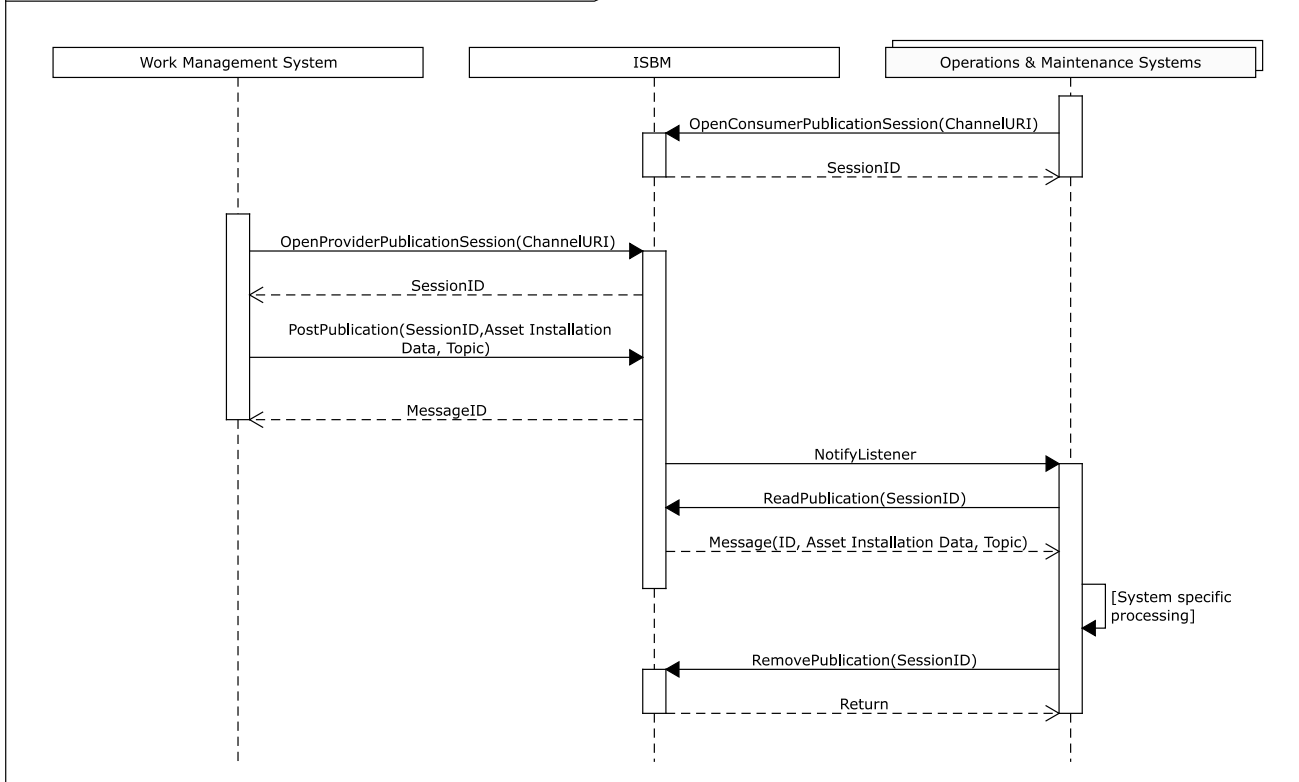 Work Management System
ISBM
Operations & Maintenance Systems
OpenConsumerPublicationSession(ChannelURI)
SessionID
OpenProviderPublicationSession(ChannelURI)
SessionID
PostPublication(SessionID,Asset Installation
Data, Topic)
MessageID
NotifyListener
ReadPublication(SessionID)
Message(ID, Asset Installation Data, Topic)
[System specific
processing]
RemovePublication(SessionID)
Return